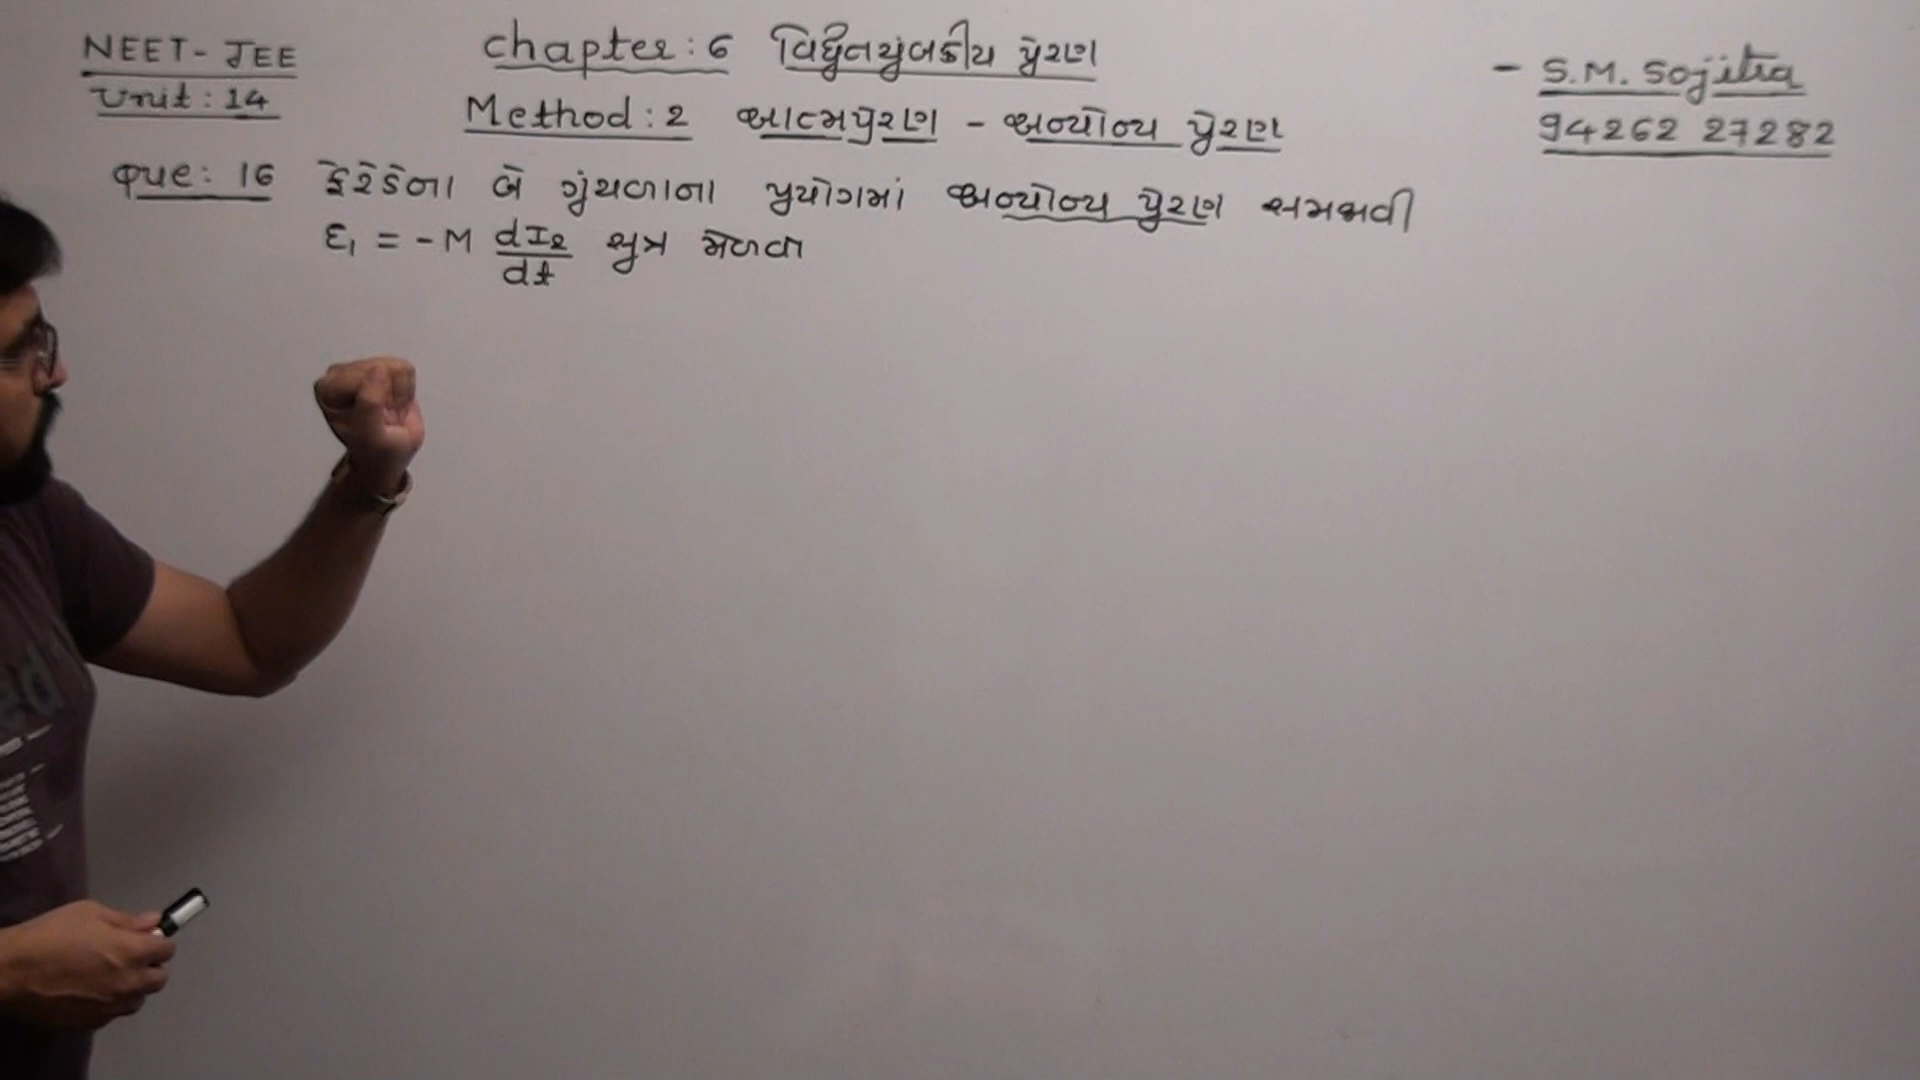 NEET- JEE
Unit: 14
Chapter: 6 વિદ્યુતચુંબકીય પ્રેરણ
Method: 2 આત્મપ્રેરણ - અન્યોન્ય પ્રેરણ
- S.M. Sojitra
94262 27282
que: 16 ફેરેડેના બે ગૂંચળાના પ્રયોગમાં અન્યોન્ય પ્રેરણ સમજાવી
ε₁ = - M dI₂/dt સુત્ર મેળવો